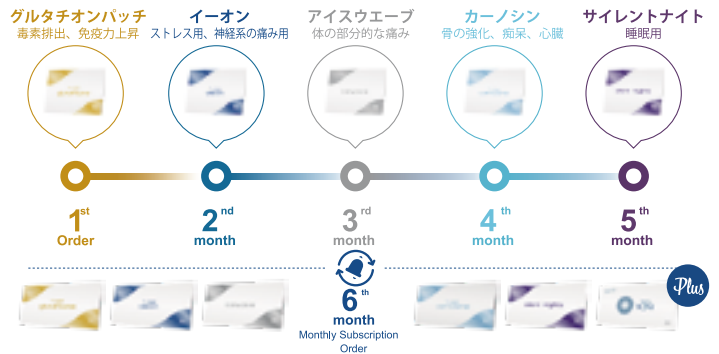 グルタチオンパッチ
毒素排出、免疫力上昇
イーオン
ストレス用、神経系の痛み用
アイスウエーブ
体の部分的な痛み
カーノシン
骨の強化、痴呆、心臓
サイレントナイト
睡眠用
1st
Order
2nd
month
3rd
month
4th
month
5th
month
6th
month
Monthly Subscription
Order
Plus